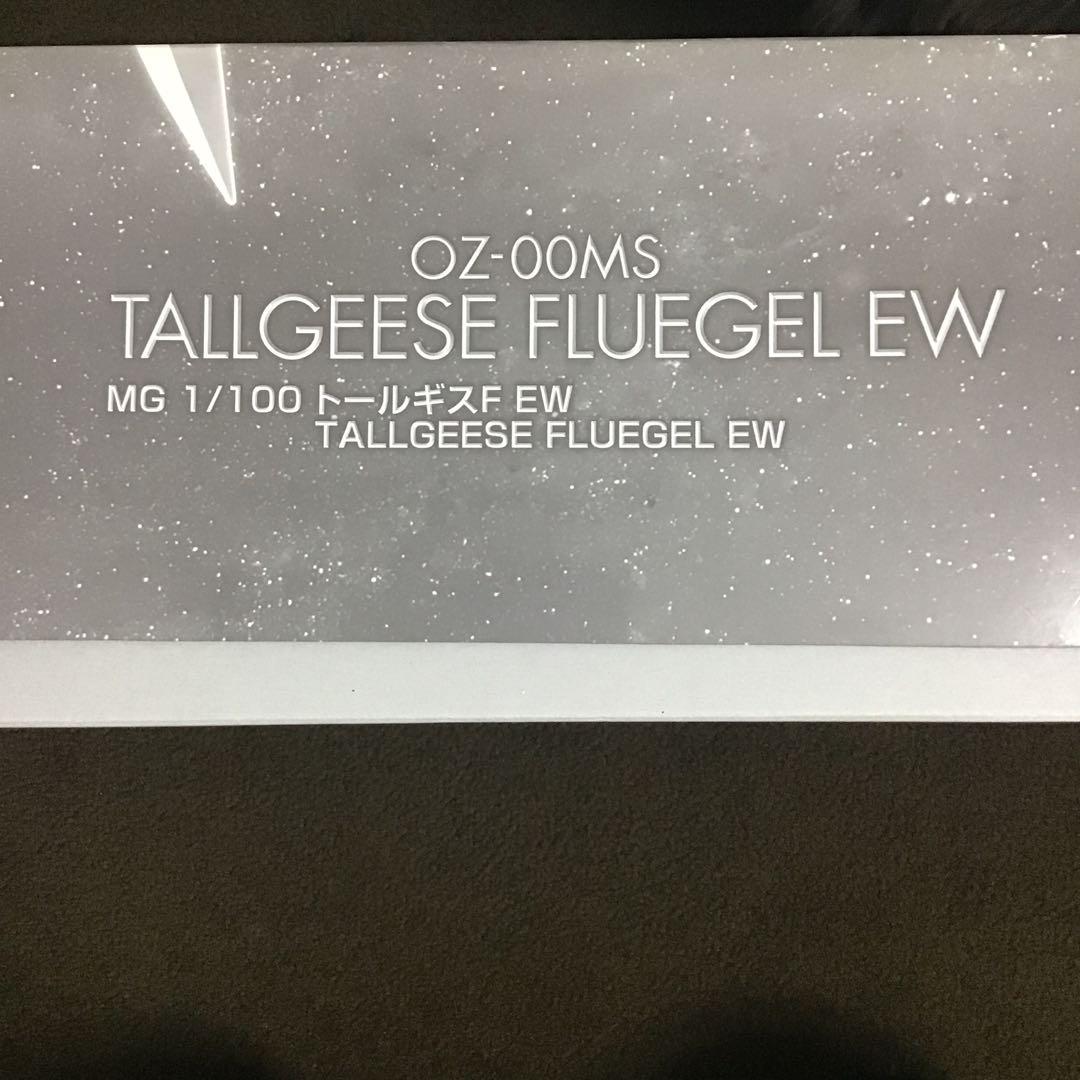 OZ-00MS
TALLGEESE FLUEGEL EW
MG 1/100 トールギスF EW
TALLGEESE FLUEGEL EW